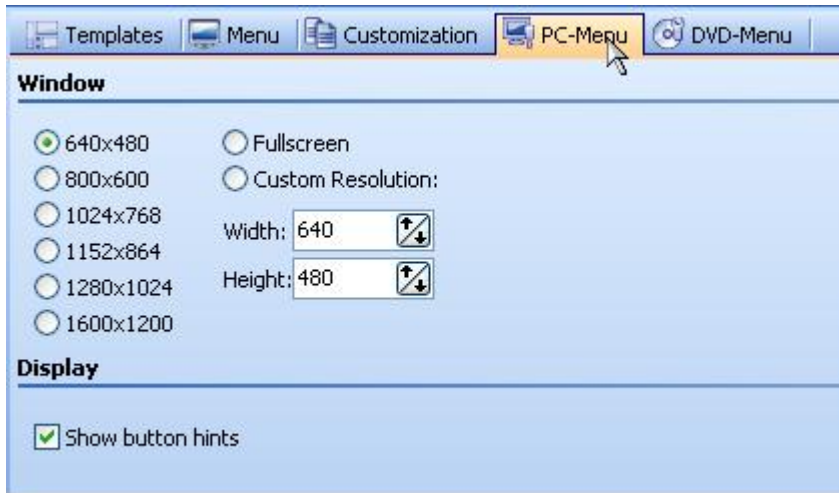 Templates Menu Customization PC-Menu DVD-Menu
Window
640x480 Fullscreen
800x600 Custom Resolution:
1024x768
Width: 640
1152x864
Height: 480
1280x1024
1600x1200
Display
Show button hints